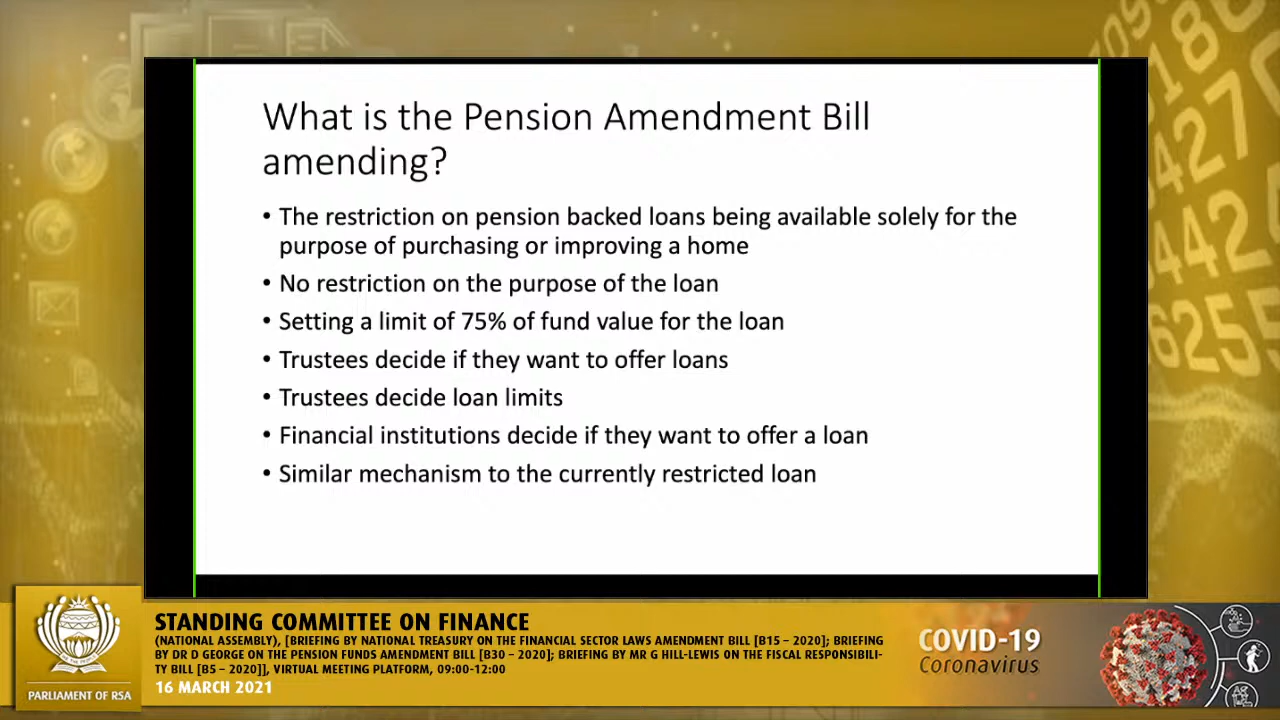 What is the Pension Amendment Bill
amending?
• The restriction on pension backed loans being available solely for the
purpose of purchasing or improving a home
• No restriction on the purpose of the loan
• Setting a limit of 75% of fund value for the loan
• Trustees decide if they want to offer loans
• Trustees decide loan limits
• Financial institutions decide if they want to offer a loan
• Similar mechanism to the currently restricted loan
STANDING COMMITTEE ON FINANCE
(NATIONAL ASSEMBLY), [BRIEFING BY NATIONAL TREASURY ON THE FINANCIAL SECTOR LAWS AMENDMENT BILL [B15 – 2020]; BRIEFING
BY DR D GEORGE ON THE PENSION FUNDS AMENDMENT BILL [B30 – 2020]; BRIEFING BY MR G HILL-LEWIS ON THE FISCAL RESPONSIBILI-
TY BILL [B5 – 2020]], VIRTUAL MEETING PLATFORM, 09:00-12:00
16 MARCH 2021
PARLIAMENT OF RSA
COVID-19
Coronavirus